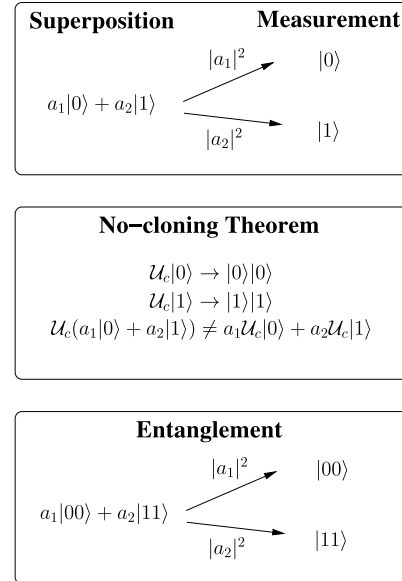 Superposition Measurement
|a₁|²
|0⟩
a₁|0⟩ + a₂|1⟩
|1⟩
|a₂|²
No−cloning Theorem
𝒰c|0⟩ → |0⟩|0⟩
𝒰c|1⟩ → |1⟩|1⟩
𝒰c(a₁|0⟩ + a₂|1⟩) ≠ a₁𝒰c|0⟩ + a₂𝒰c|1⟩
Entanglement
|a₁|²
|00⟩
a₁|00⟩ + a₂|11⟩
|11⟩
|a₂|²